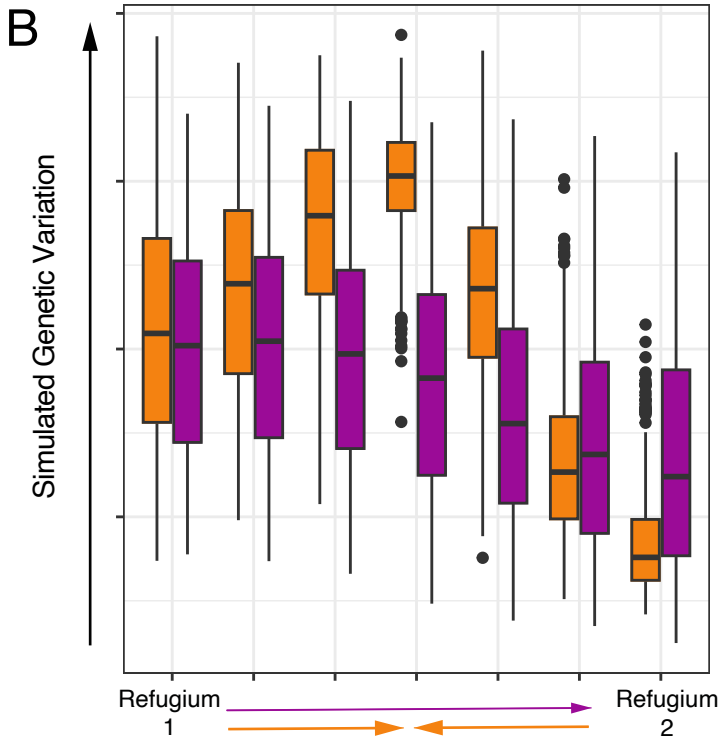 B
Simulated Genetic Variation
Refugium
1
Refugium
2